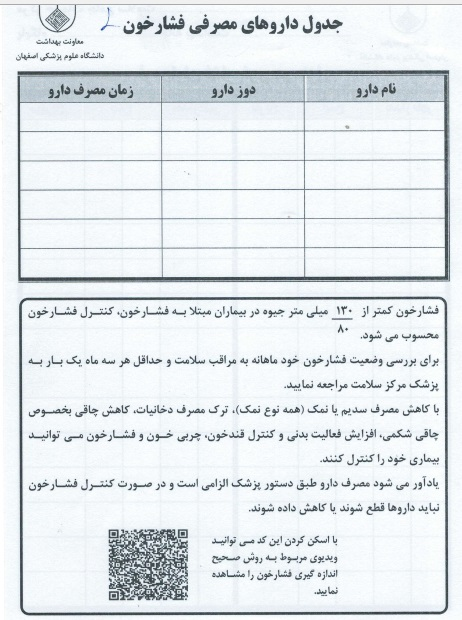 جدول داروهای مصرفی فشارخون
معاونت بهداشت
دانشگاه علوم پزشکی اصفهان
نام دارو	دوز دارو	زمان مصرف دارو
فشارخون کمتر از ۱۳۰/۸۰ میلی متر جیوه در بیماران مبتلا به فشارخون، کنترل فشارخون
محسوب می شود.
برای بررسی وضعیت فشارخون خود ماهانه به مراقب سلامت و حداقل هر سه ماه یک بار به
پزشک مرکز سلامت مراجعه نمایید.
با کاهش مصرف سدیم یا نمک (همه نوع نمک)، ترک مصرف دخانیات، کاهش چاقی بخصوص
چاقی شکمی، افزایش فعالیت بدنی و کنترل قندخون، چربی خون و فشارخون می توانید
بیماری خود را کنترل کنند.
یادآور می شود مصرف دارو طبق دستور پزشک الزامی است و در صورت کنترل فشارخون
نباید داروها قطع شوند یا کاهش داده شوند.
با اسکن کردن این کد می توانید
ویدیوی مربوط به روش صحیح
اندازه گیری فشارخون را مشاهده
نمایید.